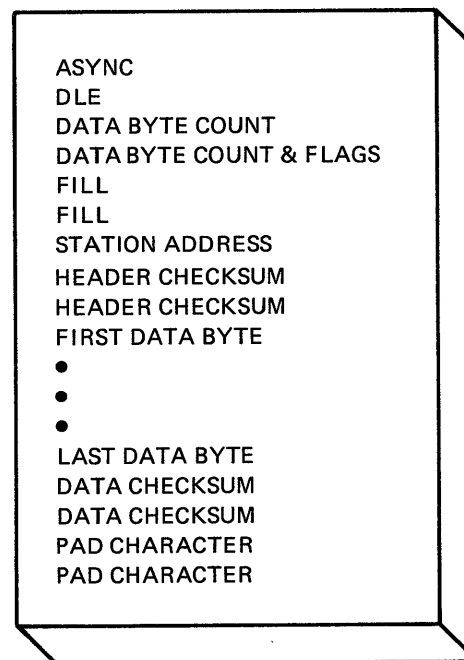 ASYNC
DLE
DATA BYTE COUNT
DATA BYTE COUNT & FLAGS
FILL
FILL
STATION ADDRESS
HEADER CHECKSUM
HEADER CHECKSUM
FIRST DATA BYTE
●
●
●
LAST DATA BYTE
DATA CHECKSUM
DATA CHECKSUM
PAD CHARACTER
PAD CHARACTER